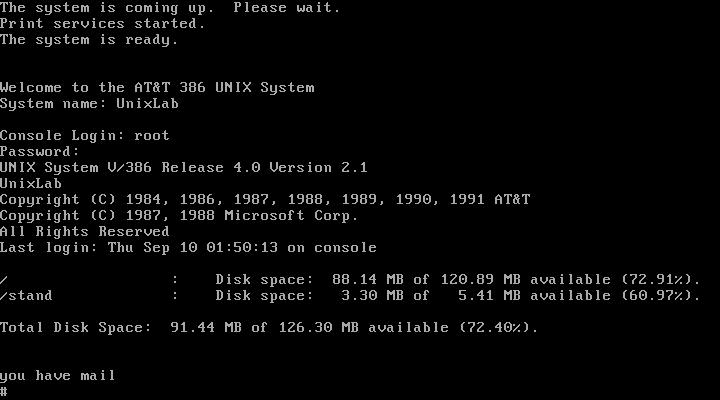 The system is coming up.  Please wait.
Print services started.
The system is ready.
Welcome to the AT&T 386 UNIX System
System name: UnixLab
Console Login: root
Password:
UNIX System V/386 Release 4.0 Version 2.1
UnixLab
Copyright (C) 1984, 1986, 1987, 1988, 1989, 1990, 1991 AT&T
Copyright (C) 1987, 1988 Microsoft Corp.
All Rights Reserved
Last login: Thu Sep 10 01:50:13 on console
/                     :     Disk space:  88.14 MB of 120.89 MB available (72.91%).
/stand                :     Disk space:   3.30 MB of   5.41 MB available (60.97%).
Total Disk Space:  91.44 MB of 126.30 MB available (72.40%).
you have mail
#